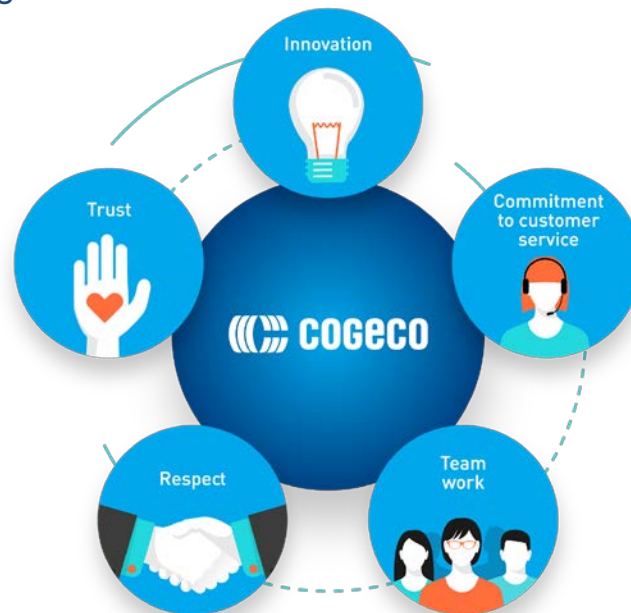 Innovation
Trust
Commitment
to customer
service
COGECO
Respect
Team
work